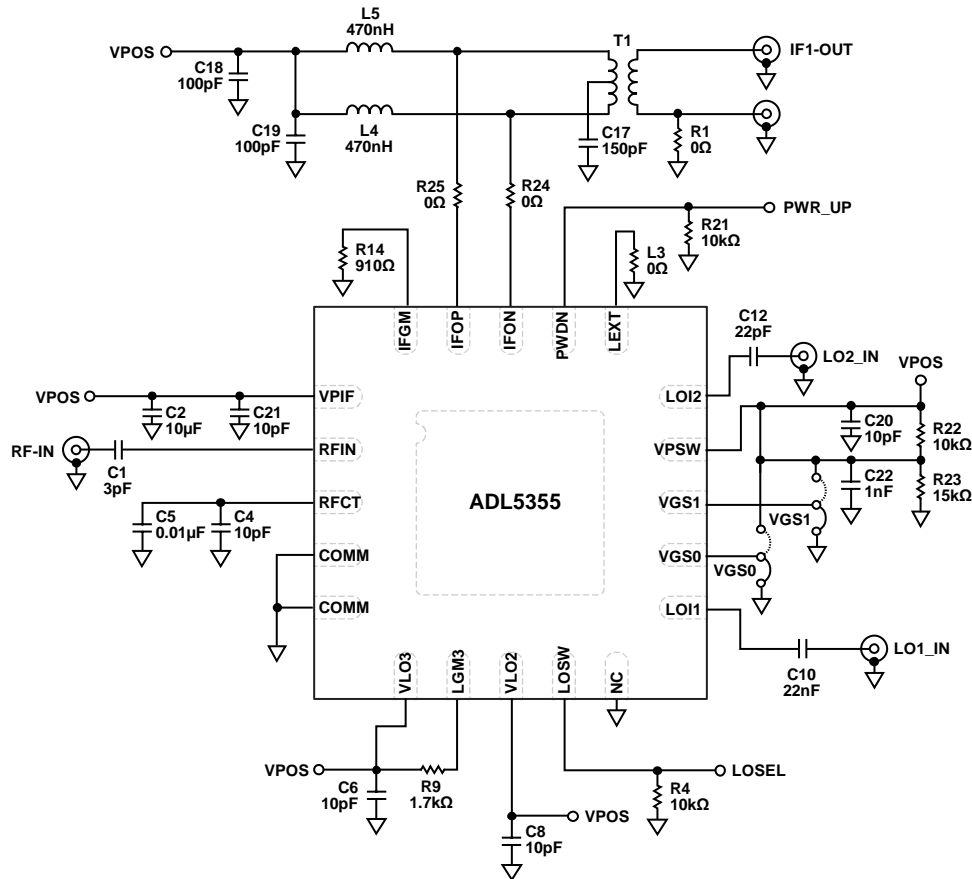 L5
470nH
VPOS
C18
100pF
C19
100pF
L4
470nH
T1
IF1-OUT
C17
150pF
R1
0Ω
R25
0Ω
R24
0Ω
PWR_UP
R21
10kΩ
R14
910Ω
L3
0Ω
IFGM
IFOP
IFON
PWDN
LEXT
C12
22pF
LO2_IN
VPOS
VPOS
C2
10µF
C21
10pF
VPIF
LOI2
C20
10pF
R22
10kΩ
RF-IN
C1
3pF
RFIN
VPSW
C22
1nF
R23
15kΩ
C5
0.01µF
C4
10pF
RFCT
ADL5355
VGS1
VGS1
COMM
VGS0
VGS0
COMM
LOI1
LO1_IN
C10
22nF
VLO3
LGM3
VLO2
LOSW
NC
VPOS
C6
10pF
R9
1.7kΩ
LOSEL
R4
10kΩ
VPOS
C8
10pF